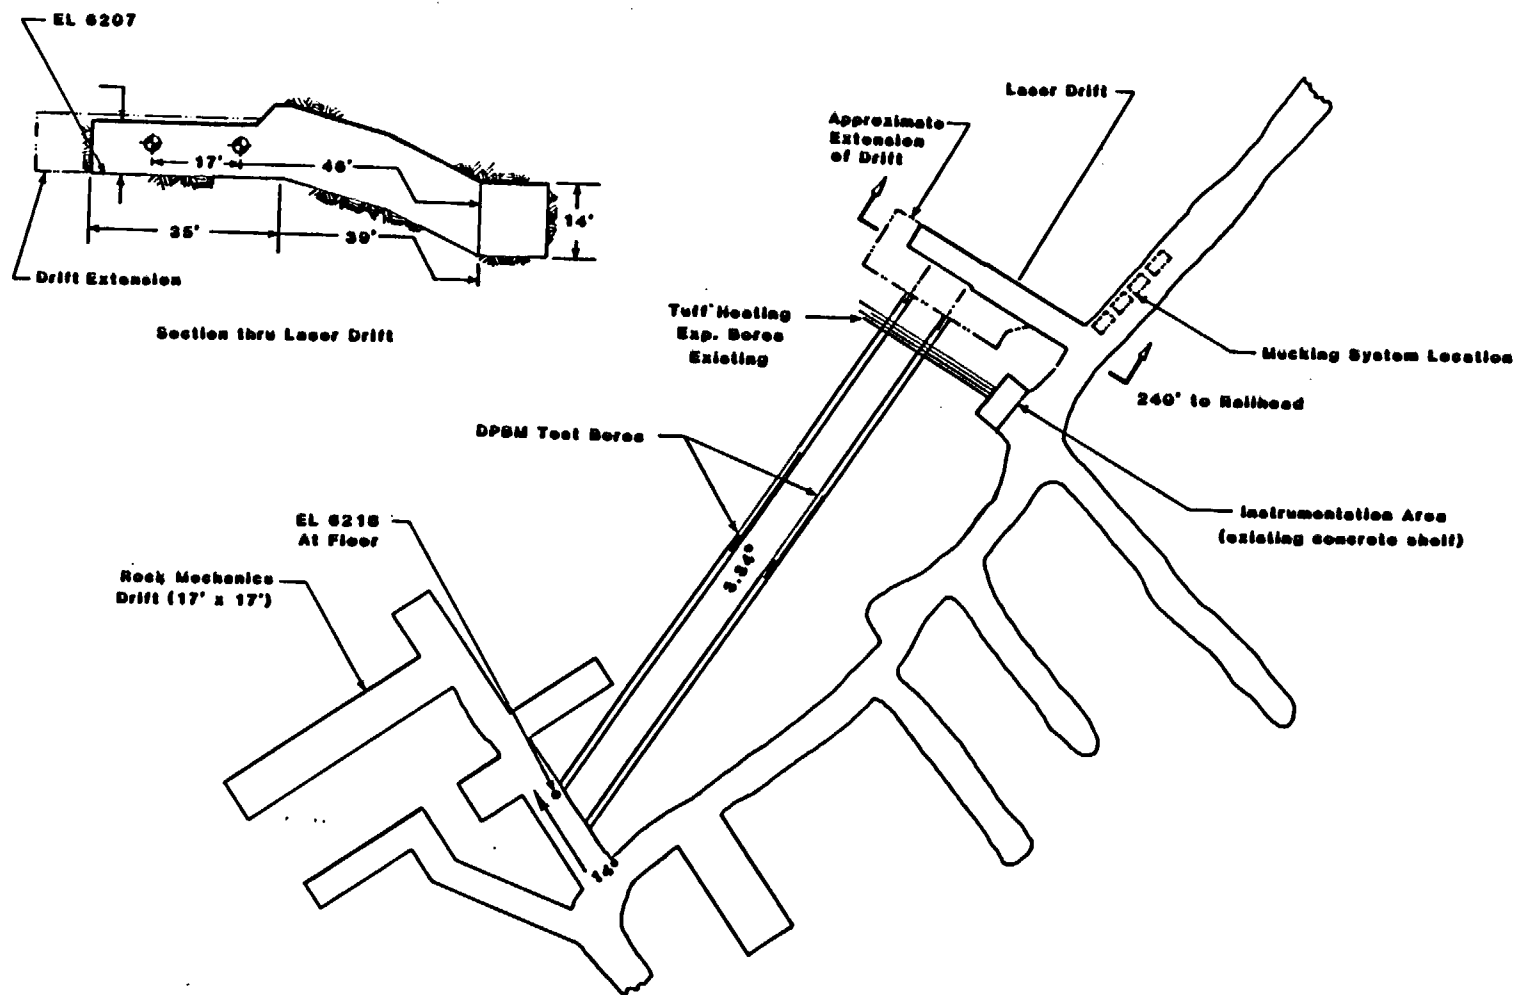 EL 6207
17'
46'
35'
39'
14'
Drift Extension
Section thru Laser Drift
Laser Drift
Approximate
Extension
of Drift
Tuff Heating
Exp. Bores
Existing
Mucking System Location
240' to Railhead
DPBM Test Bores
Instrumentation Area
(existing concrete shelf)
EL 6216
At Floor
3.24°
Rock Mechanics
Drift (17' x 17')
14°